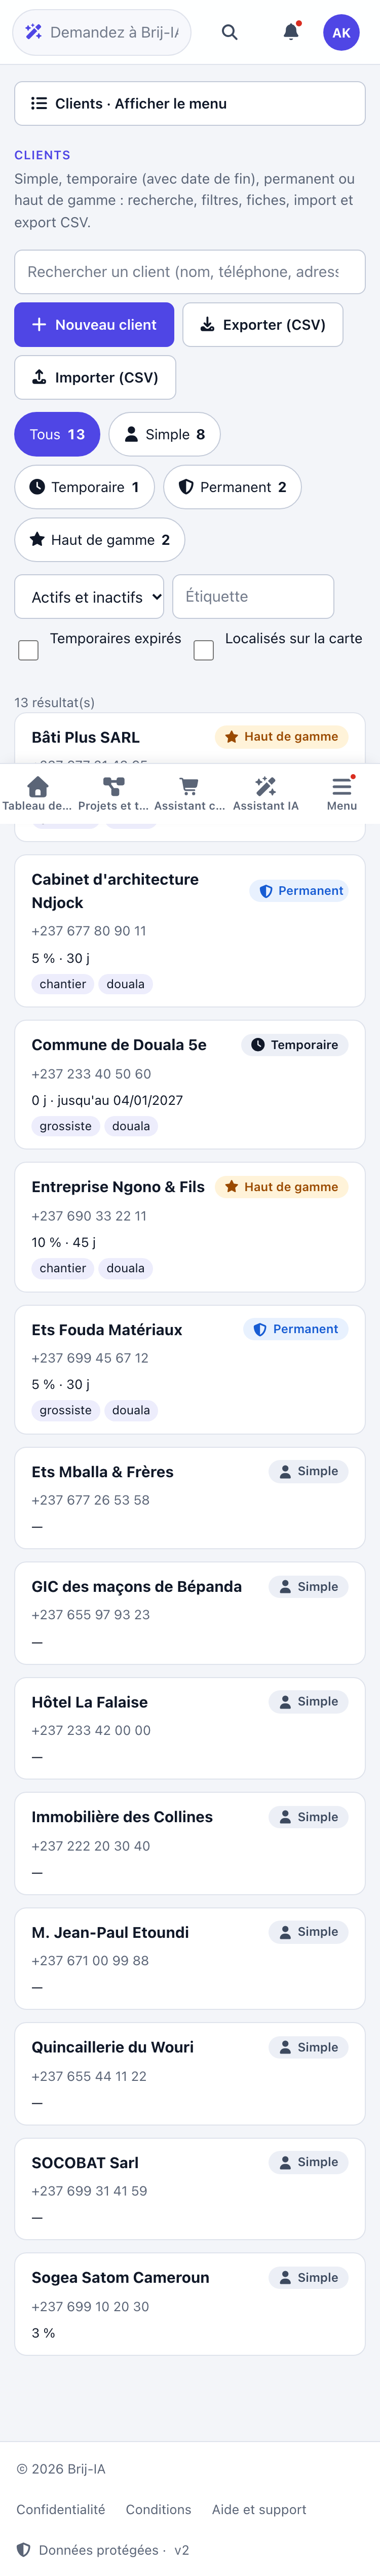 Demandez à Brij-IA
AK
Clients · Afficher le menu
CLIENTS
Simple, temporaire (avec date de fin), permanent ou
haut de gamme : recherche, filtres, fiches, import et
export CSV.
Rechercher un client (nom, téléphone, adress
Nouveau client
Exporter (CSV)
Importer (CSV)
Tous 13
Simple 8
Temporaire 1
Permanent 2
Haut de gamme 2
Actifs et inactifs
Étiquette
Temporaires expirés
Localisés sur la carte
13 résultat(s)
Bâti Plus SARL
Haut de gamme
Tableau de...
Projets et t...
Assistant c...
Assistant IA
Menu
Cabinet d'architecture
Ndjock
Permanent
+237 677 80 90 11
5 % · 30 j
chantier
douala
Commune de Douala 5e
Temporaire
+237 233 40 50 60
0 j · jusqu'au 04/01/2027
grossiste
douala
Entreprise Ngono & Fils
Haut de gamme
+237 690 33 22 11
10 % · 45 j
chantier
douala
Ets Fouda Matériaux
Permanent
+237 699 45 67 12
5 % · 30 j
grossiste
douala
Ets Mballa & Frères
Simple
+237 677 26 53 58
—
GIC des maçons de Bépanda
Simple
+237 655 97 93 23
—
Hôtel La Falaise
Simple
+237 233 42 00 00
—
Immobilière des Collines
Simple
+237 222 20 30 40
—
M. Jean-Paul Etoundi
Simple
+237 671 00 99 88
—
Quincaillerie du Wouri
Simple
+237 655 44 11 22
—
SOCOBAT Sarl
Simple
+237 699 31 41 59
—
Sogea Satom Cameroun
Simple
+237 699 10 20 30
3 %
© 2026 Brij-IA
Confidentialité
Conditions
Aide et support
Données protégées · v2